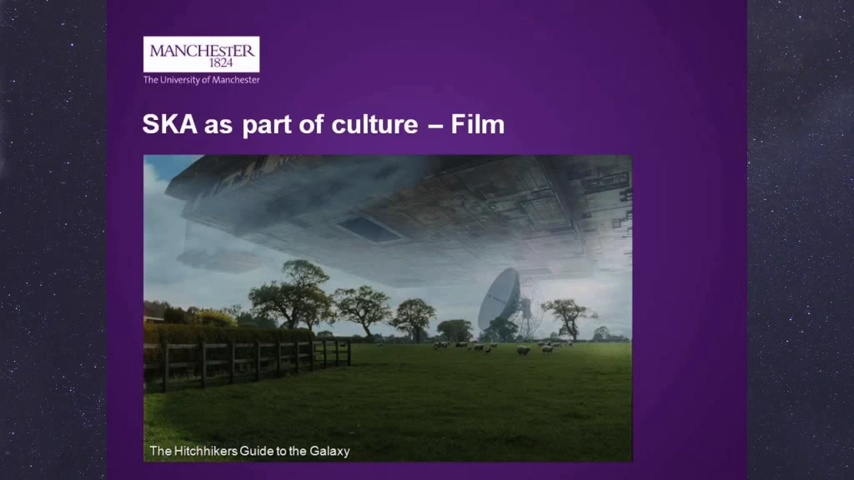 MANCHESTER
1824
The University of Manchester
SKA as part of culture – Film
The Hitchhikers Guide to the Galaxy